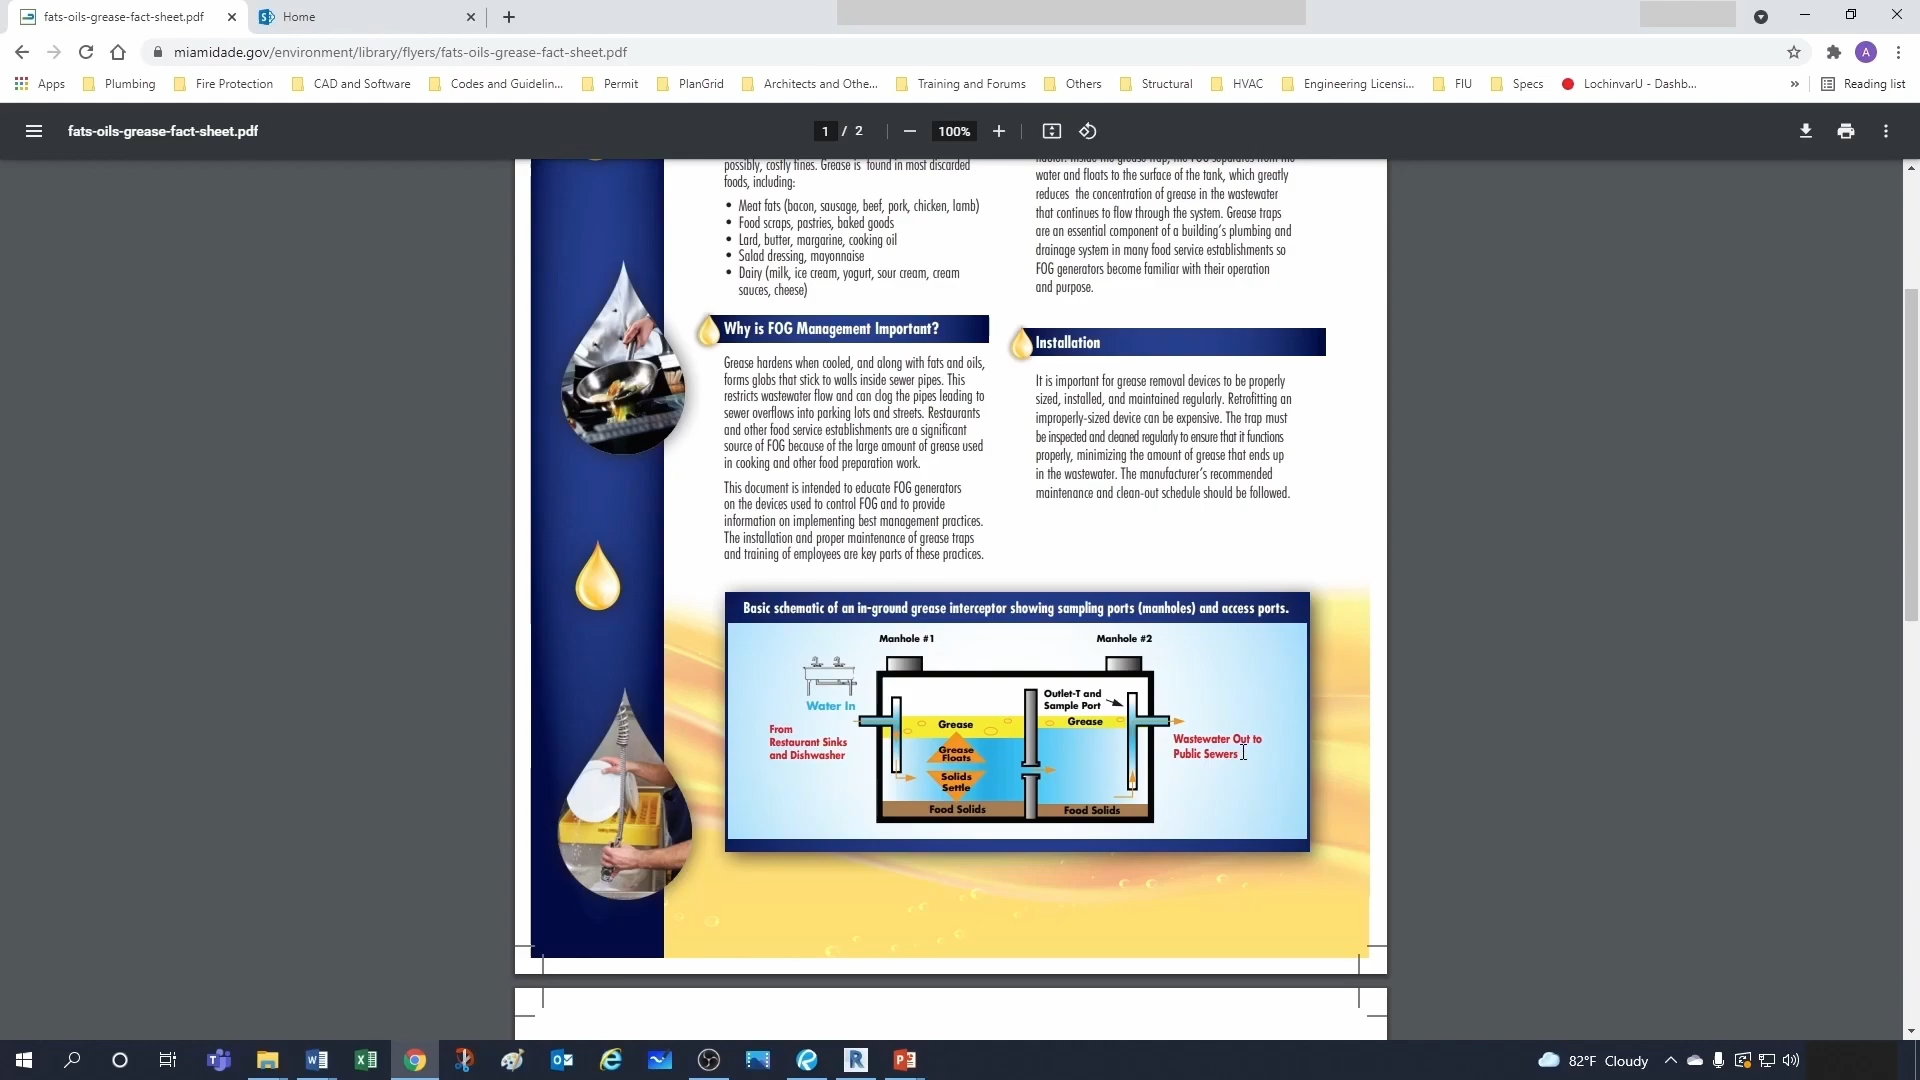 fats-oils-grease-fact-sheet.pdf
Home
miamidade.gov/environment/library/flyers/fats-oils-grease-fact-sheet.pdf
A
Apps
Plumbing
Fire Protection
CAD and Software
Codes and Guidelin...
Permit
PlanGrid
Architects and Othe...
Training and Forums
Others
Structural
HVAC
Engineering Licensi...
FIU
Specs
LochinvarU - Dashb...
»
Reading list
fats-oils-grease-fact-sheet.pdf
1 / 2
100%
possibly, costly fines. Grease is found in most discarded
foods, including:
• Meat fats (bacon, sausage, beef, pork, chicken, lamb)
• Food scraps, pastries, baked goods
• Lard, butter, margarine, cooking oil
• Salad dressing, mayonnaise
• Dairy (milk, ice cream, yogurt, sour cream, cream
sauces, cheese)
Why is FOG Management Important?
Grease hardens when cooled, and along with fats and oils,
forms globs that stick to walls inside sewer pipes. This
restricts wastewater flow and can clog the pipes leading to
sewer overflows into parking lots and streets. Restaurants
and other food service establishments are a significant
source of FOG because of the large amount of grease used
in cooking and other food preparation work.
This document is intended to educate FOG generators
on the devices used to control FOG and to provide
information on implementing best management practices.
The installation and proper maintenance of grease traps
and training of employees are key parts of these practices.
the grease trap, the FOG separates from the
water and floats to the surface of the tank, which greatly
reduces the concentration of grease in the wastewater
that continues to flow through the system. Grease traps
are an essential component of a building's plumbing and
drainage system in many food service establishments so
FOG generators become familiar with their operation
and purpose.
Installation
It is important for grease removal devices to be properly
sized, installed, and maintained regularly. Retrofitting an
improperly-sized device can be expensive. The trap must
be inspected and cleaned regularly to ensure that it functions
properly, minimizing the amount of grease that ends up
in the wastewater. The manufacturer's recommended
maintenance and clean-out schedule should be followed.
Basic schematic of an in-ground grease interceptor showing sampling ports (manholes) and access ports.
Manhole #1
Manhole #2
Water In
From
Restaurant Sinks
and Dishwasher
Grease
Grease
Floats
Solids
Settle
Food Solids
Outlet-T and
Sample Port
Grease
Food Solids
Wastewater Out to
Public Sewers
82°F Cloudy